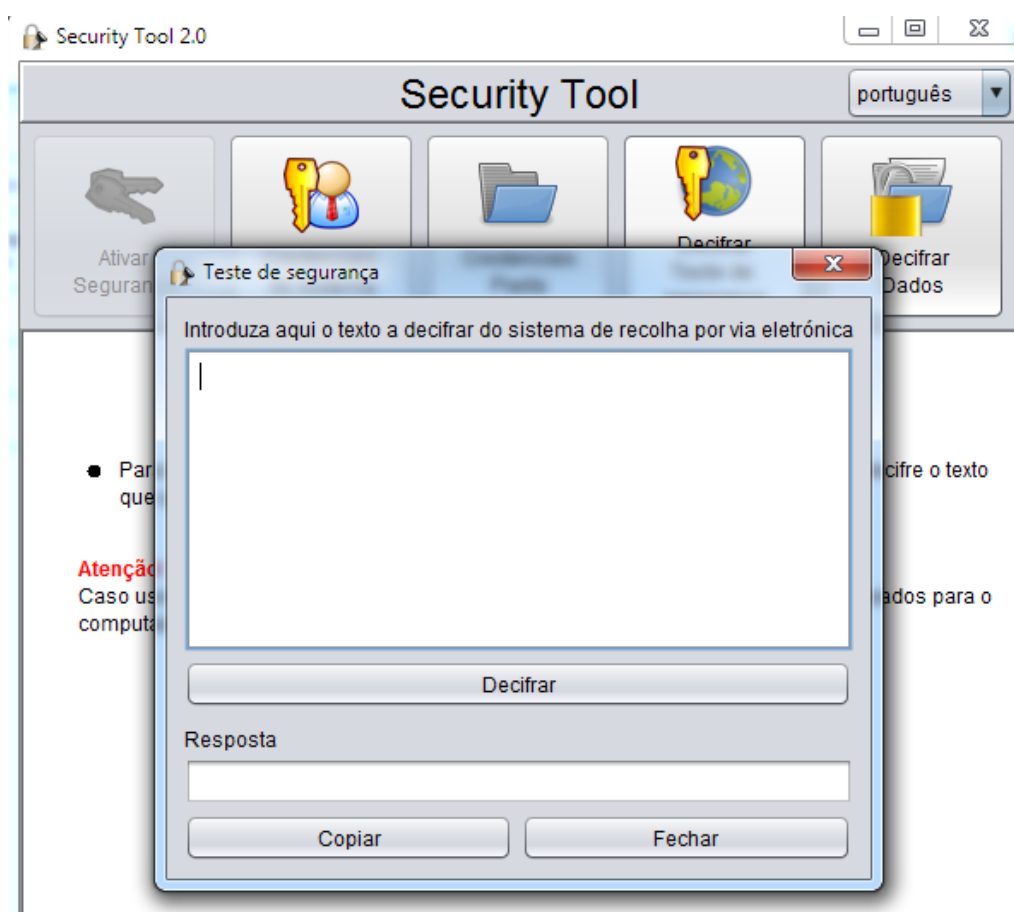 Security Tool 2.0
Security Tool
português
Ativar
Seguran
Decifrar
Decifrar
Dados
Teste de segurança
Introduza aqui o texto a decifrar do sistema de recolha por via eletrónica
Par
cifre o texto
que
Atenção
Caso us
ados para o
computa
Decifrar
Resposta
Copiar
Fechar